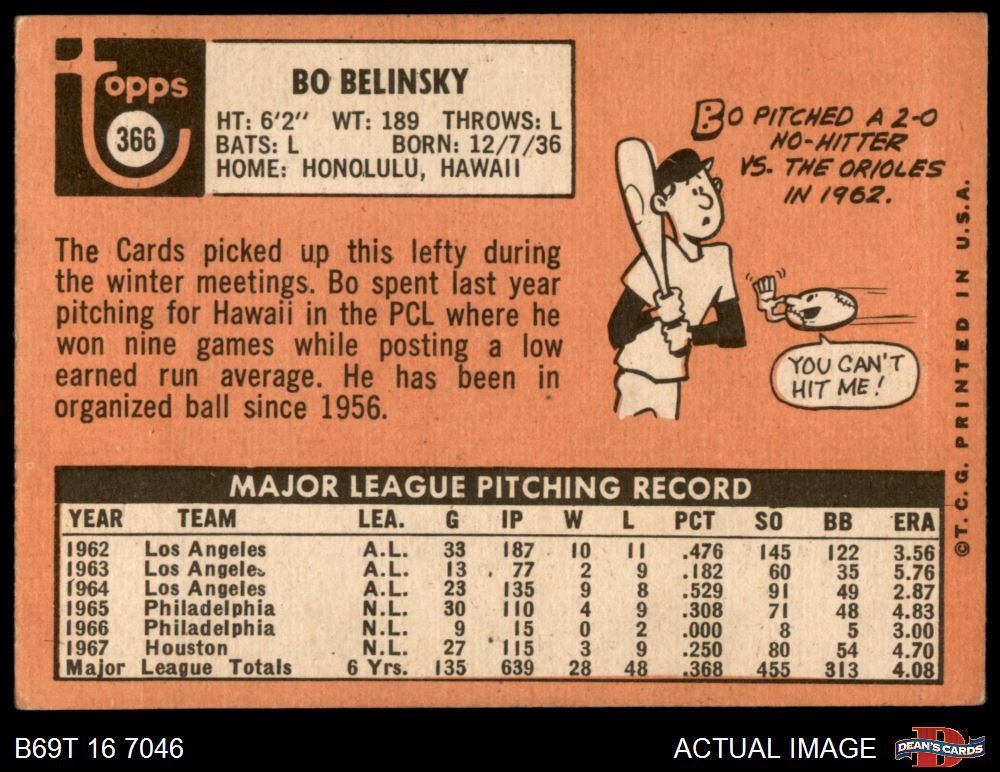 topps
366
BO BELINSKY
HT: 6'2" WT: 189 THROWS: L
BATS: L BORN: 12/7/36
HOME: HONOLULU, HAWAII
BO PITCHED A 2-0
NO-HITTER
VS. THE ORIOLES
IN 1962.
YOU CAN'T
HIT ME!
The Cards picked up this lefty during
the winter meetings. Bo spent last year
pitching for Hawaii in the PCL where he
won nine games while posting a low
earned run average. He has been in
organized ball since 1956.
MAJOR LEAGUE PITCHING RECORD
YEAR TEAM LEA. G IP W L PCT SO BB ERA
1962 Los Angeles A.L. 33 187 10 11 .476 145 122 3.56
1963 Los Angeles A.L. 13 77 2 9 .182 60 35 5.76
1964 Los Angeles A.L. 23 135 9 8 .529 91 49 2.87
1965 Philadelphia N.L. 30 110 4 9 .308 71 48 4.83
1966 Philadelphia N.L. 9 15 0 2 .000 8 5 3.00
1967 Houston N.L. 27 115 3 9 .250 80 54 4.70
Major League Totals 6 Yrs. 135 639 28 48 .368 455 313 4.08
©T.C.G. PRINTED IN U.S.A.
B69T 16 7046
ACTUAL IMAGE
DEAN'S CARDS